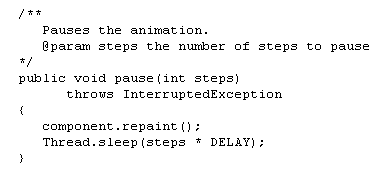 /**
   Pauses the animation.
   @param steps the number of steps to pause
*/
public void pause(int steps)
      throws InterruptedException
{
   component.repaint();
   Thread.sleep(steps * DELAY);
}